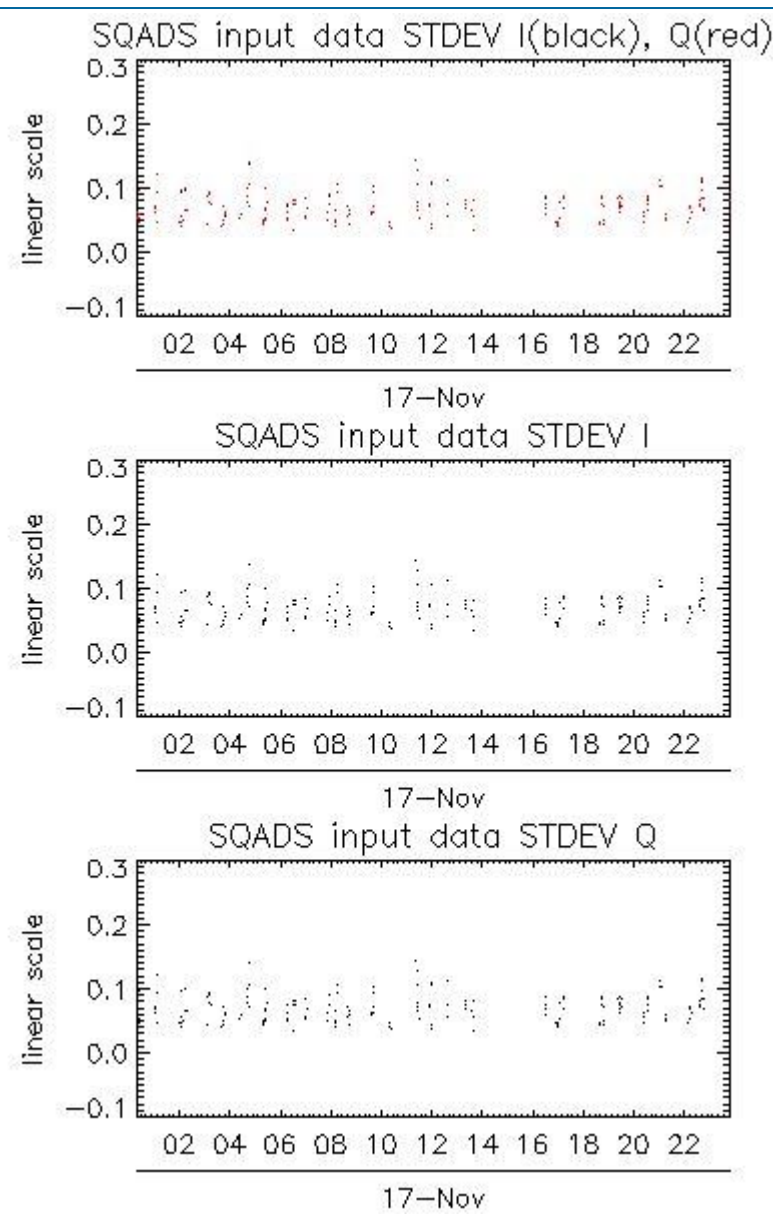 SQADS input data STDEV I(black), Q(red)
0.3
0.2
0.1
0.0
−0.1
linear scale
02 04 06 08 10 12 14 16 18 20 22
17−Nov
SQADS input data STDEV I
0.3
0.2
0.1
0.0
−0.1
linear scale
02 04 06 08 10 12 14 16 18 20 22
17−Nov
SQADS input data STDEV Q
0.3
0.2
0.1
0.0
−0.1
linear scale
02 04 06 08 10 12 14 16 18 20 22
17−Nov